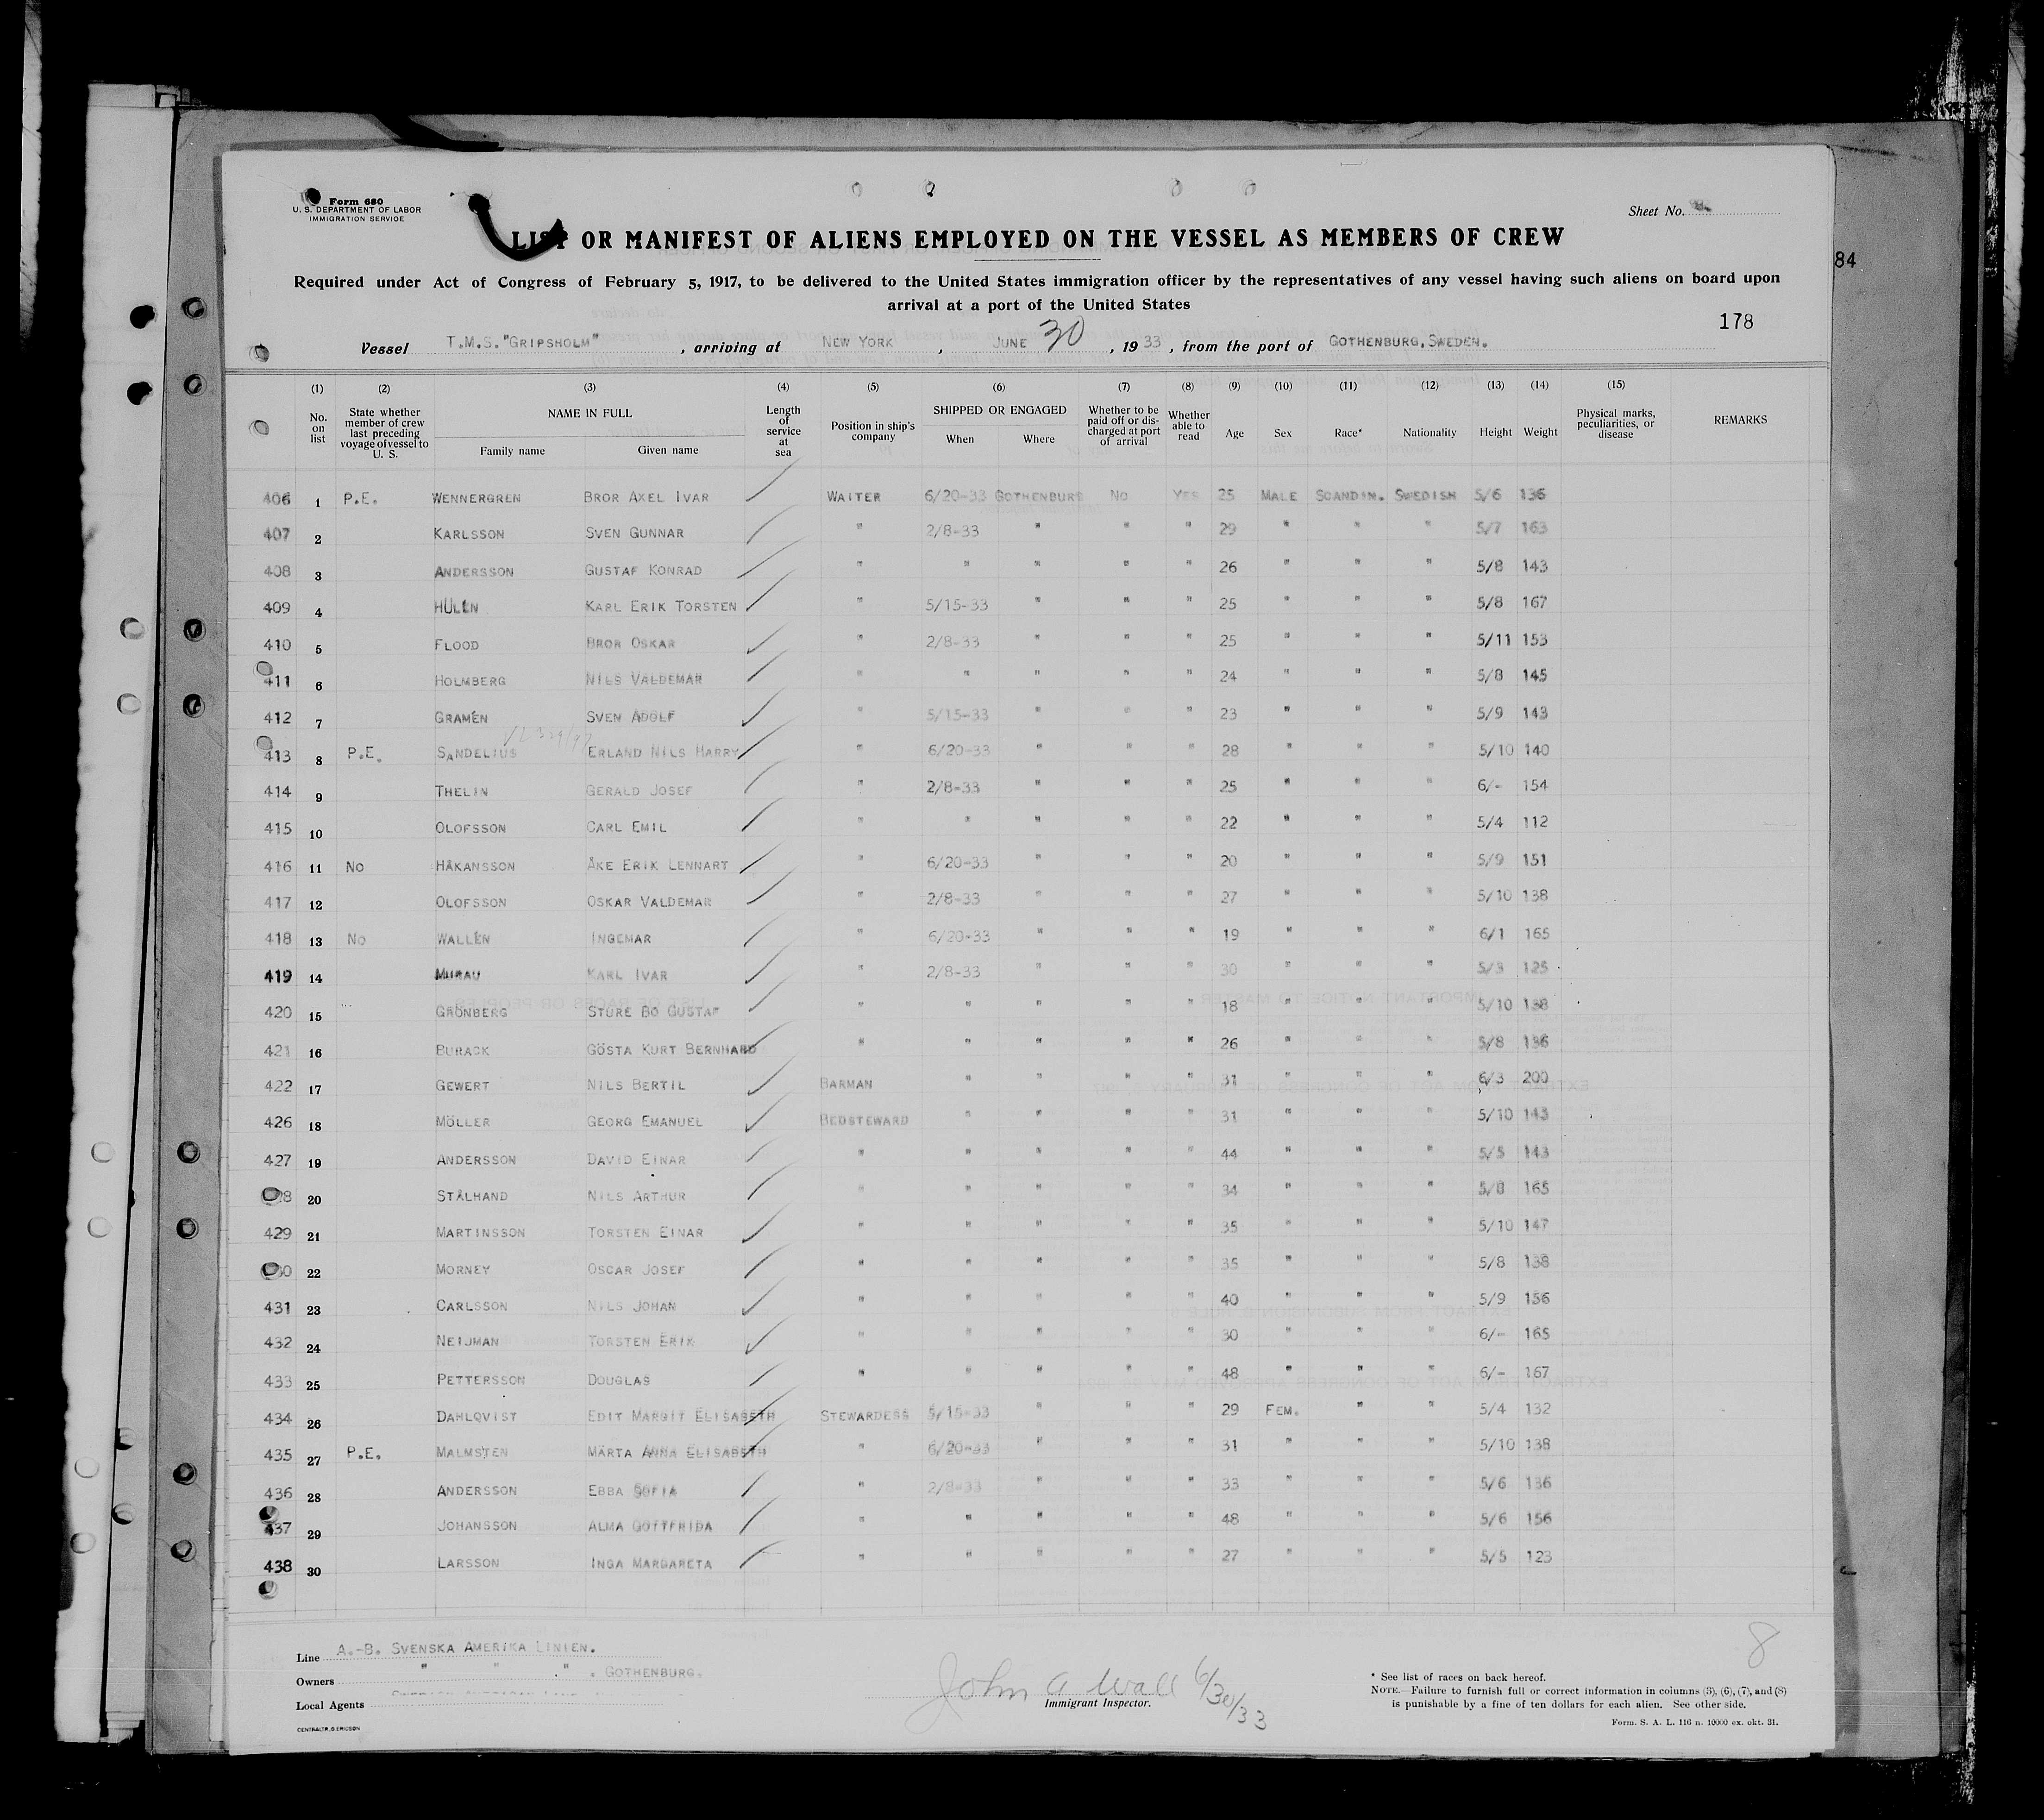 Form 680
U. S. DEPARTMENT OF LABOR
IMMIGRATION SERVICE
Sheet No.
LIST OR MANIFEST OF ALIENS EMPLOYED ON THE VESSEL AS MEMBERS OF CREW
84
Required under Act of Congress of February 5, 1917, to be delivered to the United States immigration officer by the representatives of any vessel having such aliens on board upon
arrival at a port of the United States
178
Vessel T.M.S. "GRIPSHOLM", arriving at NEW YORK, JUNE 30, 1933, from the port of GOTHENBURG, SWEDEN.
(1) (2) (3) (4) (5) (6) (7) (8) (9) (10) (11) (12) (13) (14) (15)
No. on list State whether member of crew last preceding voyage of vessel to U. S. NAME IN FULL Family name Given name Length of service at sea Position in ship's company SHIPPED OR ENGAGED When Where Whether to be paid off or discharged at port of arrival Whether able to read Age Sex Race* Nationality Height Weight Physical marks, peculiarities, or disease REMARKS
406 1 P.E. WENNERGREN BROR AXEL IVAR WAITER 6/20-33 GOTHENBURG NO YES 25 MALE SCANDIN. SWEDISH 5/6 136
407 2 KARLSSON SVEN GUNNAR " 2/8-33 " " " 29 " " " 5/7 163
408 3 ANDERSSON GUSTAF KONRAD " " " " " 26 " " " 5/8 143
409 4 HULÉN KARL ERIK TORSTEN " 5/15-33 " " " 25 " " " 5/8 167
410 5 FLOOD BROR OSKAR " 2/8-33 " " " 25 " " " 5/11 153
411 6 HOLMBERG NILS VALDEMAR " " " " " 24 " " " 5/8 145
412 7 GRAMÉN SVEN ADOLF " 5/15-33 " " " 23 " " " 5/9 143
413 8 P.E. SANDELIUS ERLAND NILS HARRY " 6/20-33 " " " 28 " " " 5/10 140
414 9 THELIN GERALD JOSEF " 2/8-33 " " " 25 " " " 6/- 154
415 10 OLOFSSON CARL EMIL " " " " " 22 " " " 5/4 112
416 11 NO HÅKANSSON ÅKE ERIK LENNART " 6/20-33 " " " 20 " " " 5/9 151
417 12 OLOFSSON OSKAR VALDEMAR " 2/8-33 " " " 27 " " " 5/10 138
418 13 NO WALLÉN INGEMAR " 6/20-33 " " " 19 " " " 6/1 165
419 14 MURAU KARL IVAR " 2/8-33 " " " 30 " " " 5/3 125
420 15 GRÖNBERG STURE BO GUSTAF " " " " " 18 " " " 5/10 138
421 16 BURACK GÖSTA KURT BERNHARD " " " " " 26 " " " 5/8 136
422 17 GEWERT NILS BERTIL BARMAN " " " " 31 " " " 6/3 200
426 18 MÖLLER GEORG EMANUEL BEDSTEWARD " " " " 31 " " " 5/10 143
427 19 ANDERSSON DAVID EINAR " " " " " 44 " " " 5/5 143
8 20 STÅLHAND NILS ARTHUR " " " " " 34 " " " 5/8 165
429 21 MARTINSSON TORSTEN EINAR " " " " " 35 " " " 5/10 147
0 22 MORNEY OSCAR JOSEF " " " " " 35 " " " 5/8 138
431 23 CARLSSON NILS JOHAN " " " " " 40 " " " 5/9 156
432 24 NEIJMAN TORSTEN ERIK " " " " " 30 " " " 6/- 165
433 25 PETTERSSON DOUGLAS " " " " " 48 " " " 6/- 167
434 26 DAHLQVIST EDIT MARGIT ELISABETH STEWARDESS 5/15-33 " " " 29 FEM. " " 5/4 132
435 27 P.E. MALMSTEN MÄRTA ANNA ELISABETH " 6/20-33 " " " 31 " " " 5/10 138
436 28 ANDERSSON EBBA SOFIA " 2/8-33 " " " 33 " " " 5/6 136
437 29 JOHANSSON ALMA GOTTFRIDA " " " " " 48 " " " 5/6 156
438 30 LARSSON INGA MARGARETA " " " " " 27 " " " 5/5 123
8
Line A.-B. SVENSKA AMERIKA LINIEN.
Owners " " " . GOTHENBURG.
Local Agents
John A Wall 6/30/33
Immigrant Inspector.
* See list of races on back hereof.
NOTE.—Failure to furnish full or correct information in columns (3), (6), (7), and (8)
is punishable by a fine of ten dollars for each alien. See other side.
CENTRALTR. G. ERICSON
Form. S. A. L. 116 n. 10000 ex. okt. 31.